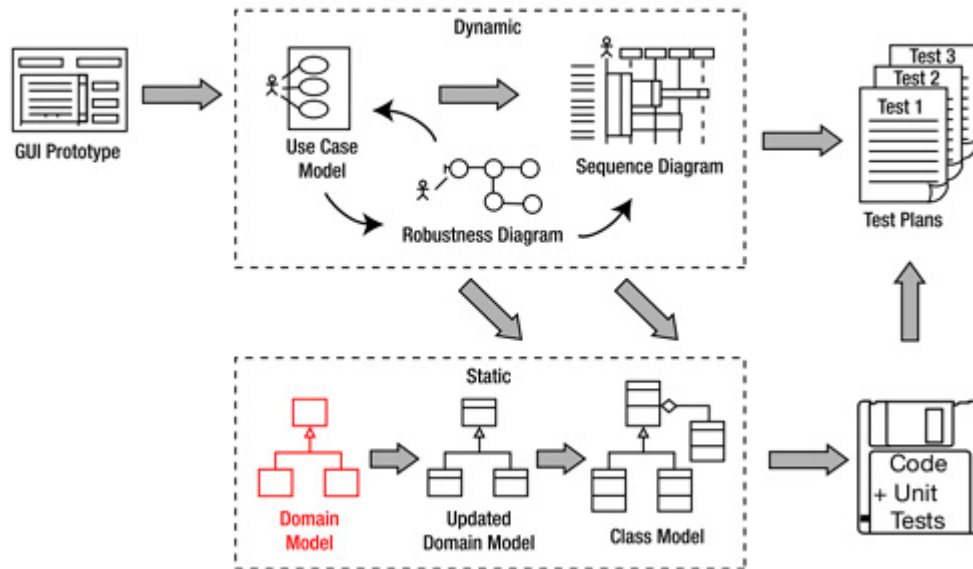 Dynamic
GUI Prototype
Use Case
Model
Robustness Diagram
Sequence Diagram
Test 3
Test 2
Test 1
Test Plans
Static
Domain
Model
Updated
Domain Model
Class Model
Code
+ Unit
Tests